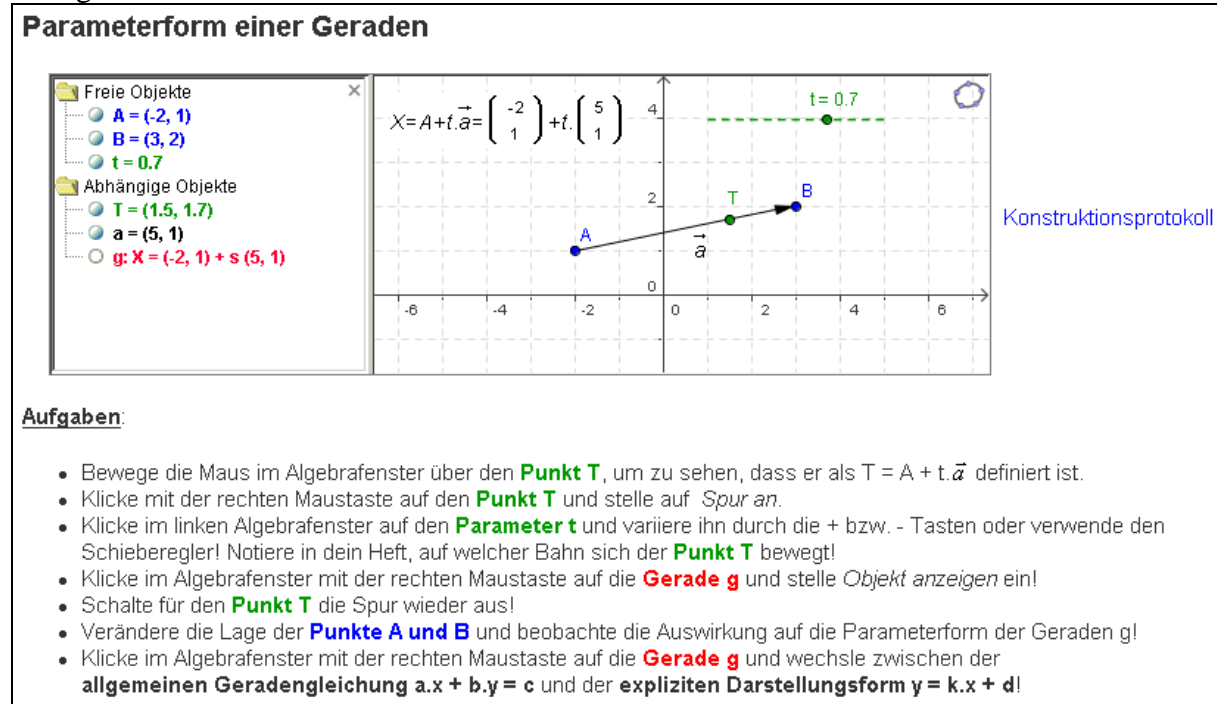 Parameterform einer Geraden
Freie Objekte
A = (-2, 1)
B = (3, 2)
t = 0.7
Abhängige Objekte
T = (1.5, 1.7)
a = (5, 1)
g: X = (-2, 1) + s (5, 1)
X=A+t.a⃗=(-2 1)+t.(5 1)
t = 0.7
4
2
0
T
B
A
a⃗
-6 -4 -2 0 2 4 6
Konstruktionsprotokoll
Aufgaben:
• Bewege die Maus im Algebrafenster über den Punkt T, um zu sehen, dass er als T = A + t.a⃗ definiert ist.
• Klicke mit der rechten Maustaste auf den Punkt T und stelle auf Spur an.
• Klicke im linken Algebrafenster auf den Parameter t und variiere ihn durch die + bzw. - Tasten oder verwende den
Schieberegler! Notiere in dein Heft, auf welcher Bahn sich der Punkt T bewegt!
• Klicke im Algebrafenster mit der rechten Maustaste auf die Gerade g und stelle Objekt anzeigen ein!
• Schalte für den Punkt T die Spur wieder aus!
• Verändere die Lage der Punkte A und B und beobachte die Auswirkung auf die Parameterform der Geraden g!
• Klicke im Algebrafenster mit der rechten Maustaste auf die Gerade g und wechsle zwischen der
allgemeinen Geradengleichung a.x + b.y = c und der expliziten Darstellungsform y = k.x + d!